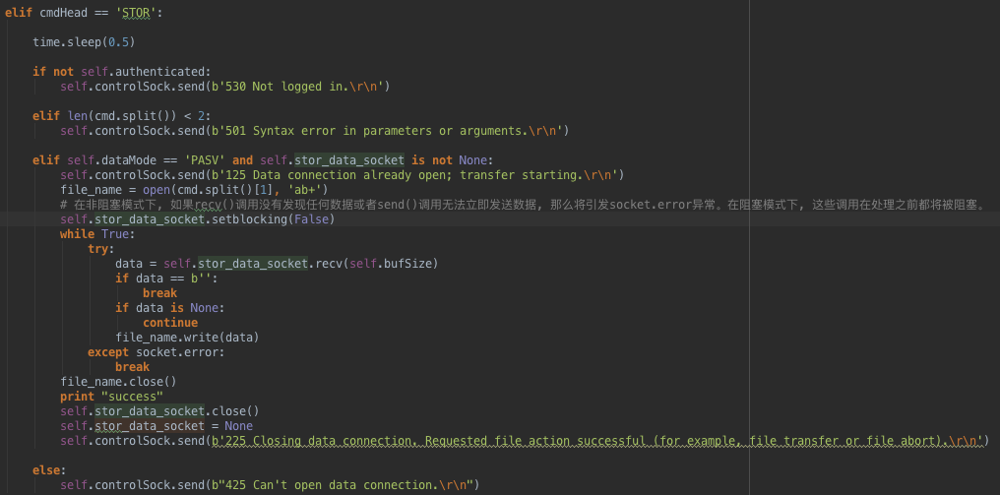 elif cmdHead == 'STOR':
time.sleep(0.5)
if not self.authenticated:
self.controlSock.send(b'530 Not logged in.\r\n')
elif len(cmd.split()) < 2:
self.controlSock.send(b'501 Syntax error in parameters or arguments.\r\n')
elif self.dataMode == 'PASV' and self.stor_data_socket is not None:
self.controlSock.send(b'125 Data connection already open; transfer starting.\r\n')
file_name = open(cmd.split()[1], 'ab+')
# 在非阻塞模式下, 如果recv()调用没有发现任何数据或者send()调用无法立即发送数据, 那么将引发socket.error异常。在阻塞模式下, 这些调用在处理之前都将被阻塞。
self.stor_data_socket.setblocking(False)
while True:
try:
data = self.stor_data_socket.recv(self.bufSize)
if data == b'':
break
if data is None:
continue
file_name.write(data)
except socket.error:
break
file_name.close()
print "success"
self.stor_data_socket.close()
self.stor_data_socket = None
self.controlSock.send(b'225 Closing data connection. Requested file action successful (for example, file transfer or file abort).\r\n')
else:
self.controlSock.send(b"425 Can't open data connection.\r\n")